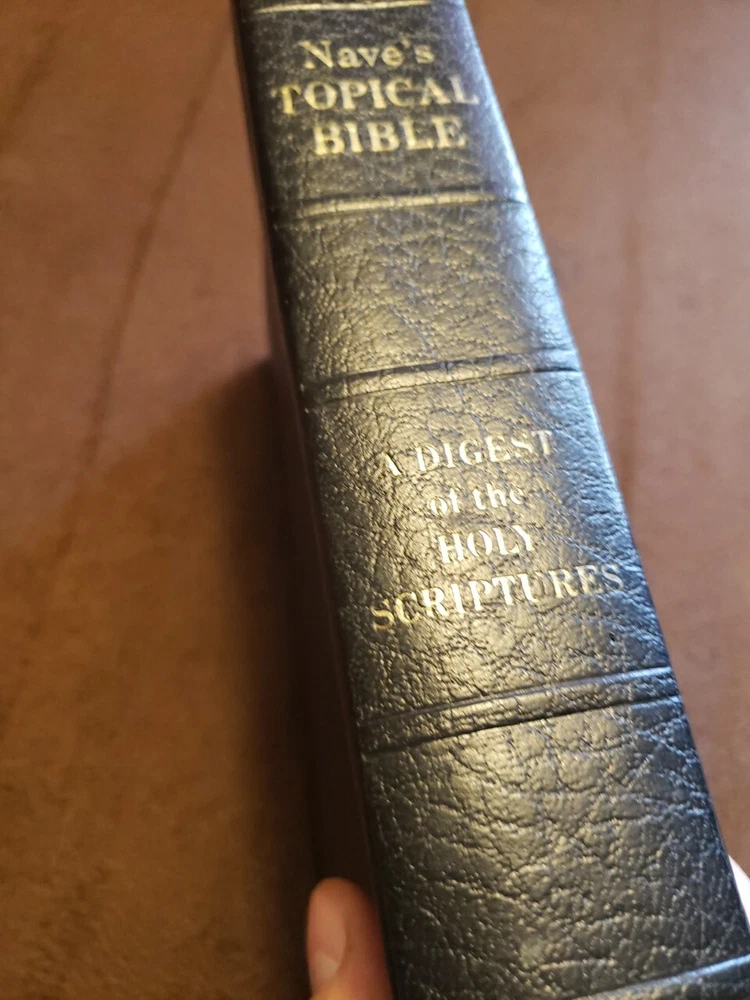 Nave's
TOPICAL
BIBLE
A DIGEST
of the
HOLY
SCRIPTURES